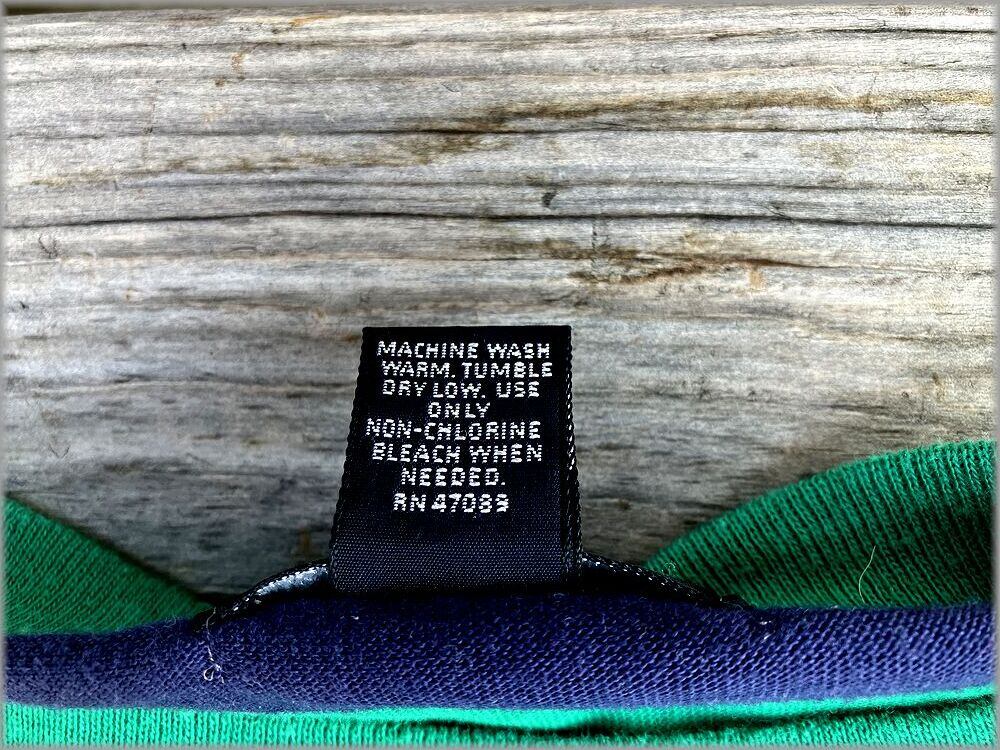 MACHINE WASH
WARM. TUMBLE
DRY LOW. USE
ONLY
NON-CHLORINE
BLEACH WHEN
NEEDED.
RN 47089